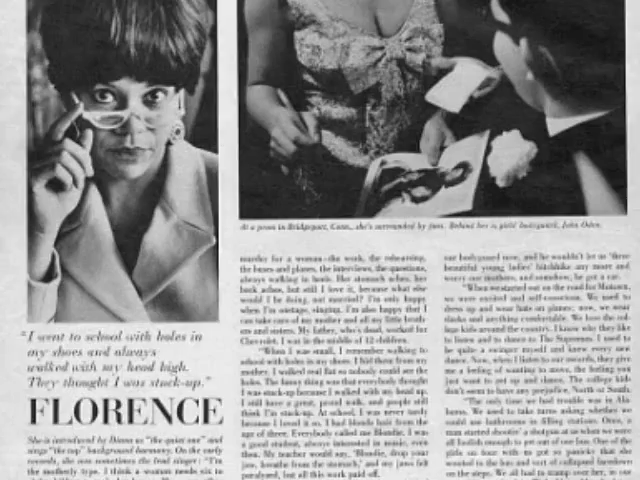 At a prom in Bridgeport, Conn., she's surrounded by fans. Behind her is girls' bodyguard, John Oden.
"I went to school with holes in
my shoes and always
walked with my head high.
They thought I was stuck-up."
FLORENCE
She is introduced by Diana as "the quiet one" and
sings "the top" background harmony. On the early
records, she was sometimes the lead singer: "I'm
the motherly type. I think a woman needs six to
murder for a woman—the work, the rehearsing,
the buses and planes, the interviews, the questions,
always walking in heels. Her stomach aches, her
back aches, but still I love it, because what else
would I be doing, not married? I'm only happy
when I'm onstage, singing. I'm also happy that I
can take care of my mother and all my little broth-
ers and sisters. My father, who's dead, worked for
Chevrolet. I was in the middle of 12 children.
"When I was small, I remember walking to
school with holes in my shoes. I hid them from my
mother. I walked real flat so nobody could see the
holes. The funny thing was that everybody thought
I was stuck-up because I walked with my head up.
I still have a great, proud walk, and people still
think I'm stuck-up. At school, I was never tardy
because I loved it so. I had blonde hair from the
age of three. Everybody called me Blondie. I was
a good student, always interested in music, even
then. My teacher would say, 'Blondie, drop your
jaw, breathe from the stomach,' and my jaws felt
paralyzed, but all this work paid off.
our bodyguard now, and he wouldn't let us 'three
beautiful young ladies' hitchhike any more and
worry our mothers, and somehow, he got a car.
"When we started out on the road for Motown,
we were excited and self-conscious. We used to
dress up and wear hats on planes; now, we wear
slacks and anything comfortable. We love the col-
lege kids around the country. I know why they like
to listen and to dance to The Supremes. I used to
be quite a swinger myself and knew every new
dance. Now, when I listen to our records, they give
me a feeling of wanting to move, the feeling you
just want to get up and dance. The college kids
don't seem to have any prejudice, North or South.
"The only time we had trouble was in Ala-
bama. We used to take turns asking whether we
could use bathrooms in filling stations. Once, a
man started shootin' a shotgun at us when we were
all foolish enough to get out of our bus. One of the
girls on tour with us got so panicky that she
wouldn't get in the bus and sort of collapsed facedown
on the steps. We all had to tramp over her, is our